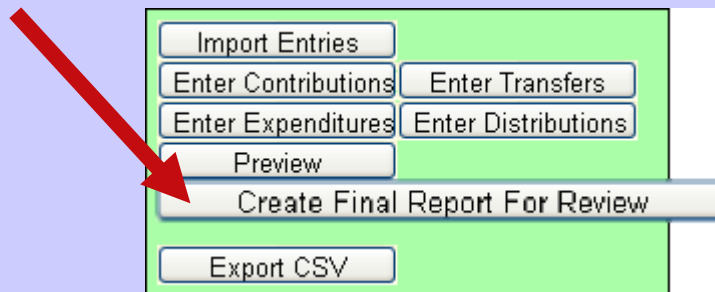 Import Entries
Enter Contributions Enter Transfers
Enter Expenditures Enter Distributions
Preview
Create Final Report For Review
Export CSV